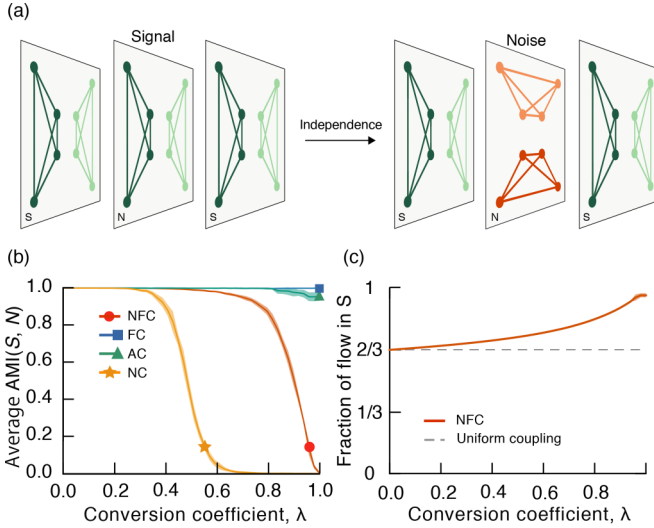 (a)
Signal
Noise
Independence
S
N
S
S
N
S
(b)
(c)
Average AMI(S, N)
1.0
0.8
0.6
0.4
0.2
0.0
NFC
FC
AC
NC
0.0 0.2 0.4 0.6 0.8 1.0
Conversion coefficient, λ
Fraction of flow in S
1
2/3
1/3
0
NFC
Uniform coupling
0.0 0.2 0.4 0.6 0.8
Conversion coefficient, λ